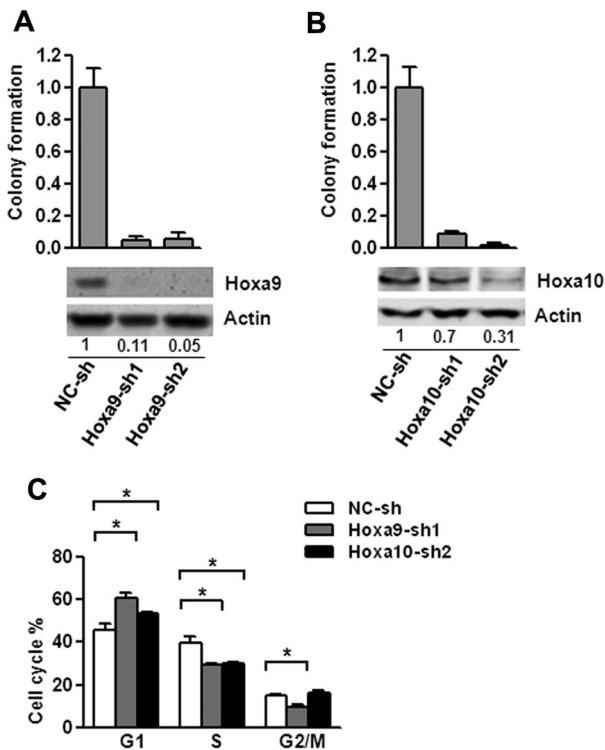 A
Colony formation
1.2
1.0
0.8
0.6
0.4
0.2
0.0
Hoxa9
Actin
1 0.11 0.05
NC-sh
Hoxa9-sh1
Hoxa9-sh2
B
Colony formation
1.2
1.0
0.8
0.6
0.4
0.2
0.0
Hoxa10
Actin
1 0.7 0.31
NC-sh
Hoxa10-sh1
Hoxa10-sh2
C
NC-sh
Hoxa9-sh1
Hoxa10-sh2
Cell cycle %
80
60
40
20
0
*
*
*
*
*
G1 S G2/M